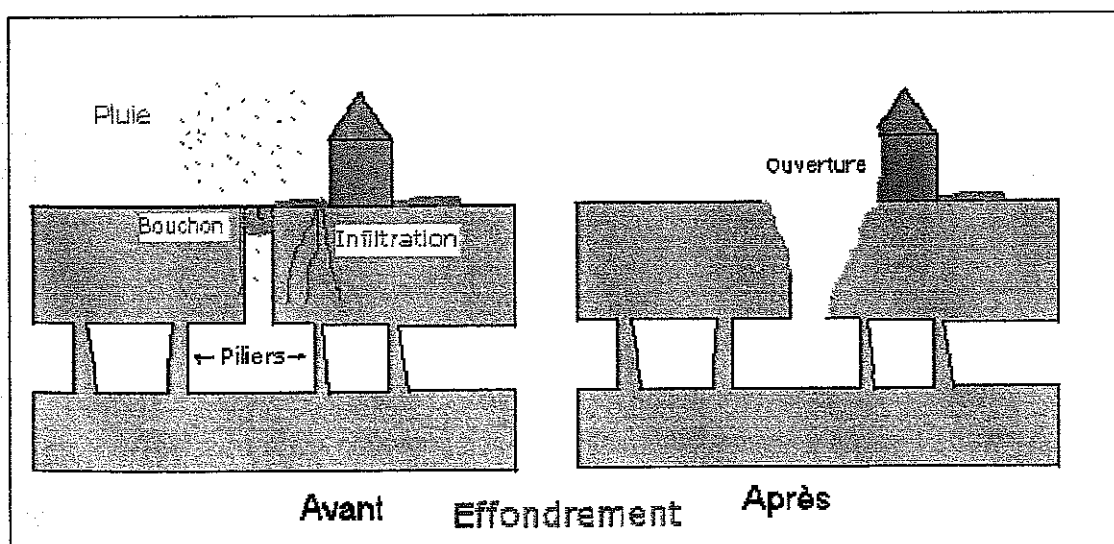 Pluie
Bouchon
Infiltration
Piliers
Ouverture
Avant
Effondrement
Après